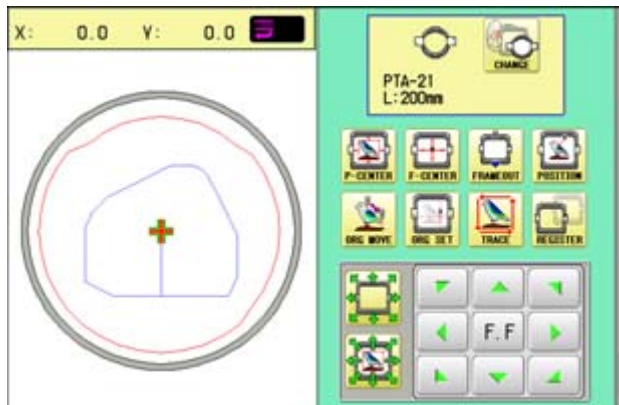 X: 0.0 Y: 0.0
CHANGE
PTA-21
L:200mm
P-CENTER F-CENTER FRAMEOUT POSITION
ORG MOVE ORG SET TRACE REGISTER
F.F